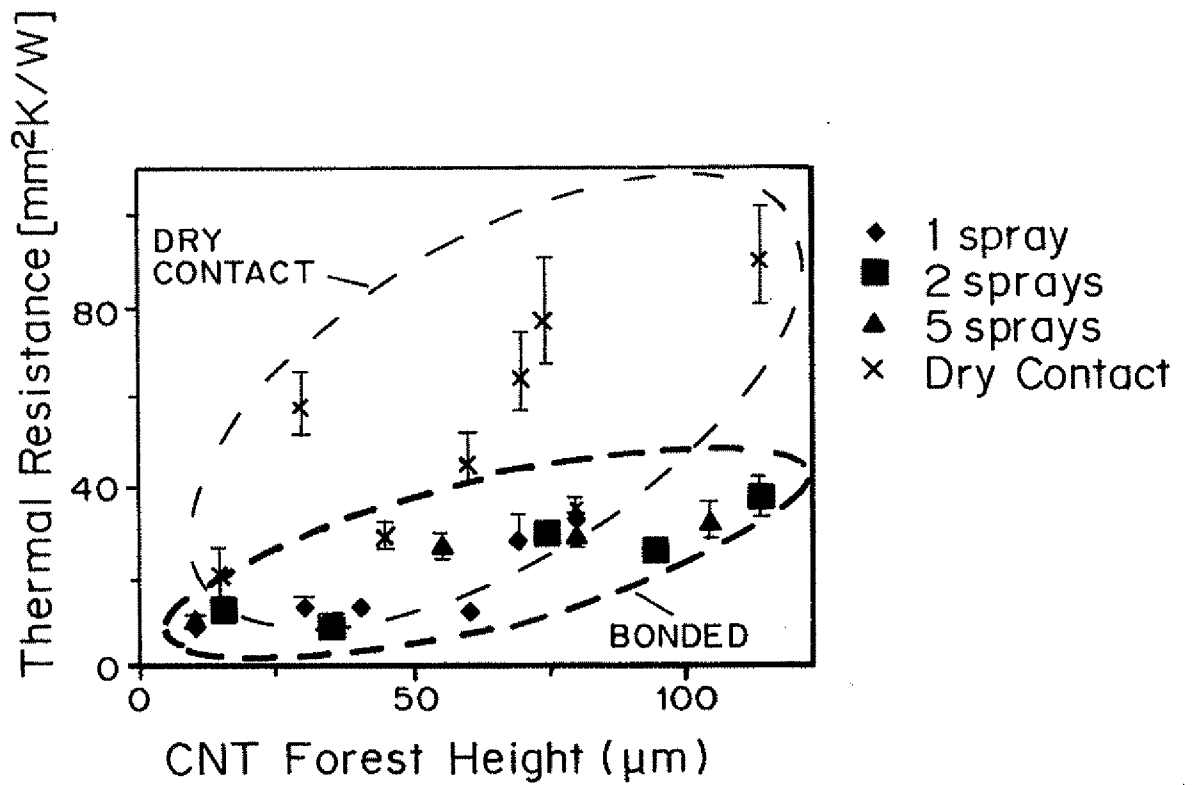 Thermal Resistance [mm²K/W]
DRY
CONTACT
80
40
0
0
50
100
BONDED
CNT Forest Height (μm)
1 spray
2 sprays
5 sprays
Dry Contact